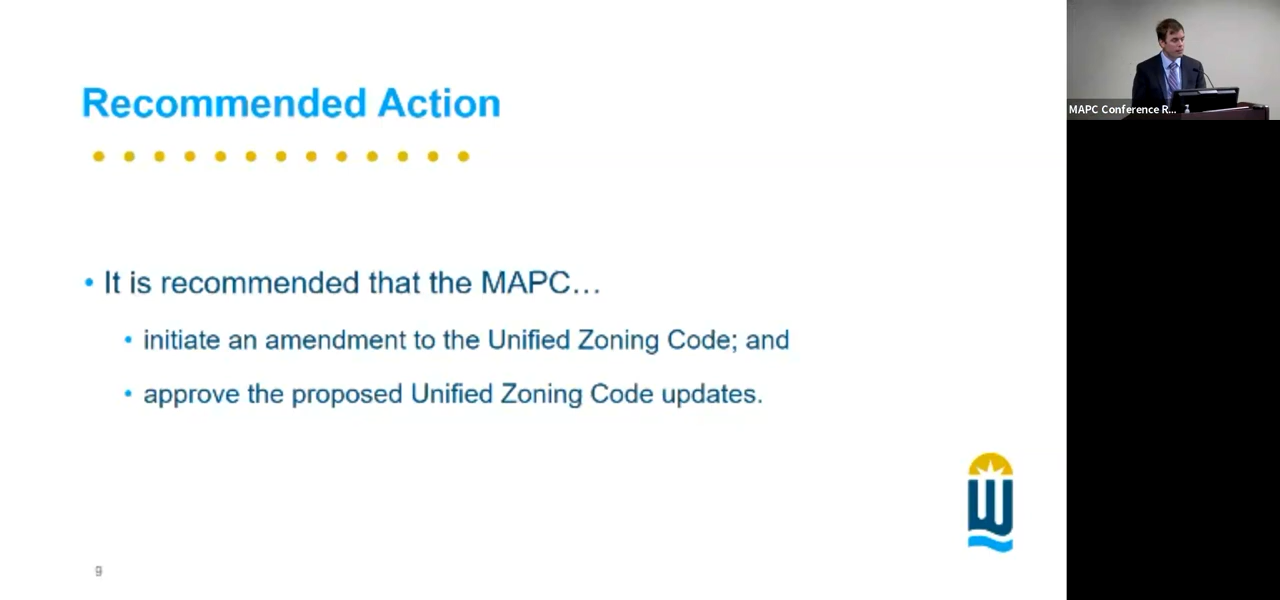 Recommended Action
• It is recommended that the MAPC…
• initiate an amendment to the Unified Zoning Code; and
• approve the proposed Unified Zoning Code updates.
9
MAPC Conference R...